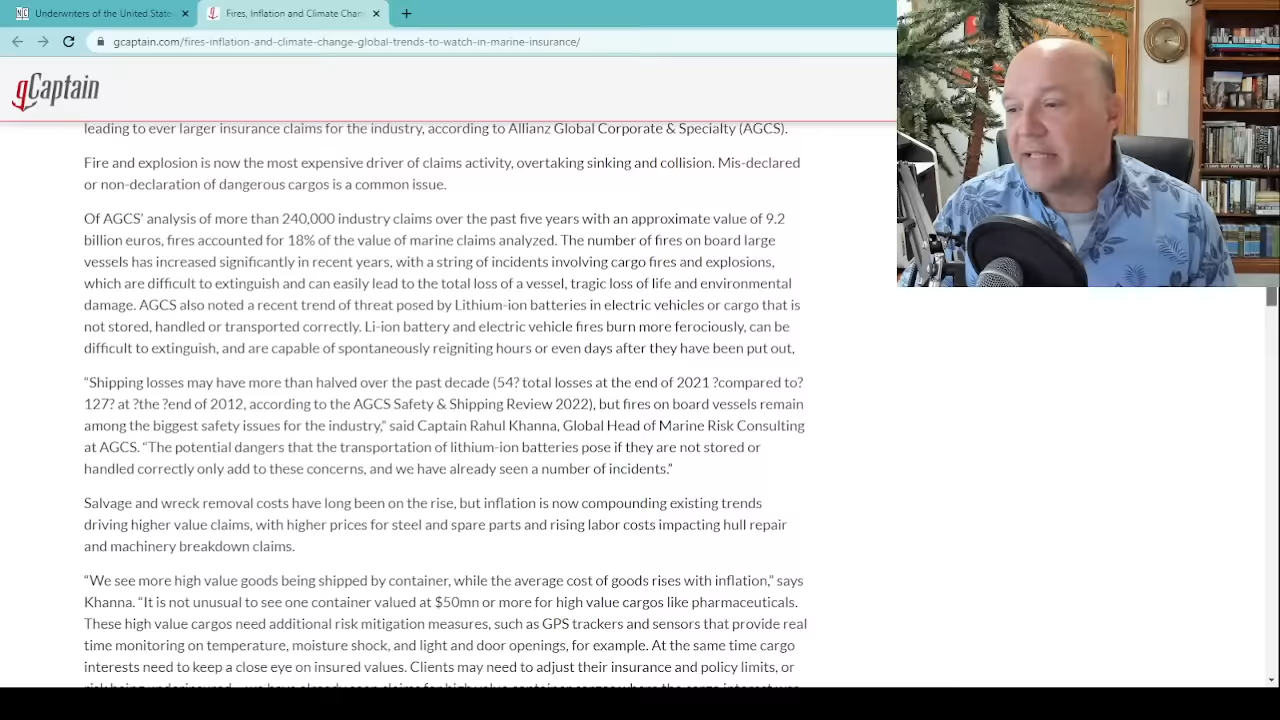 Underwriters of the United State
Fires, Inflation and Climate Chan
gcaptain.com/fires-inflation-and-climate-change-global-trends-to-watch-in-marine-insurance/
gCaptain
leading to ever larger insurance claims for the industry, according to Allianz Global Corporate & Specialty (AGCS).
Fire and explosion is now the most expensive driver of claims activity, overtaking sinking and collision. Mis-declared
or non-declaration of dangerous cargos is a common issue.
Of AGCS' analysis of more than 240,000 industry claims over the past five years with an approximate value of 9.2
billion euros, fires accounted for 18% of the value of marine claims analyzed. The number of fires on board large
vessels has increased significantly in recent years, with a string of incidents involving cargo fires and explosions,
which are difficult to extinguish and can easily lead to the total loss of a vessel, tragic loss of life and environmental
damage. AGCS also noted a recent trend of threat posed by Lithium-ion batteries in electric vehicles or cargo that is
not stored, handled or transported correctly. Li-ion battery and electric vehicle fires burn more ferociously, can be
difficult to extinguish, and are capable of spontaneously reigniting hours or even days after they have been put out,
“Shipping losses may have more than halved over the past decade (54? total losses at the end of 2021 ?compared to?
127? at ?the ?end of 2012, according to the AGCS Safety & Shipping Review 2022), but fires on board vessels remain
among the biggest safety issues for the industry,” said Captain Rahul Khanna, Global Head of Marine Risk Consulting
at AGCS. “The potential dangers that the transportation of lithium-ion batteries pose if they are not stored or
handled correctly only add to these concerns, and we have already seen a number of incidents.”
Salvage and wreck removal costs have long been on the rise, but inflation is now compounding existing trends
driving higher value claims, with higher prices for steel and spare parts and rising labor costs impacting hull repair
and machinery breakdown claims.
“We see more high value goods being shipped by container, while the average cost of goods rises with inflation,” says
Khanna. “It is not unusual to see one container valued at $50mn or more for high value cargos like pharmaceuticals.
These high value cargos need additional risk mitigation measures, such as GPS trackers and sensors that provide real
time monitoring on temperature, moisture shock, and light and door openings, for example. At the same time cargo
interests need to keep a close eye on insured values. Clients may need to adjust their insurance and policy limits, or